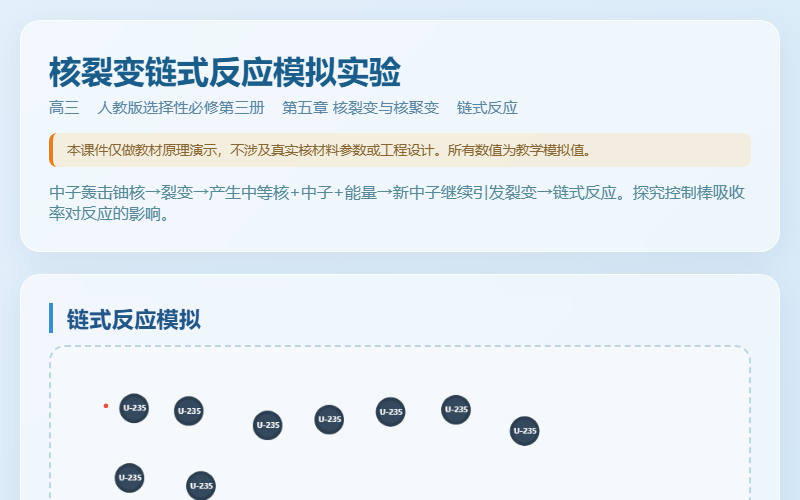 核裂变链式反应模拟实验
高三 人教版选择性必修第三册 第五章 核裂变与核聚变 链式反应
本课件仅做教材原理演示，不涉及真实核材料参数或工程设计。所有数值为教学模拟值。
中子轰击铀核→裂变→产生中等核+中子+能量→新中子继续引发裂变→链式反应。探究控制棒吸收
率对反应的影响。
链式反应模拟
U-235 U-235 U-235 U-235 U-235 U-235 U-235
U-235 U-235